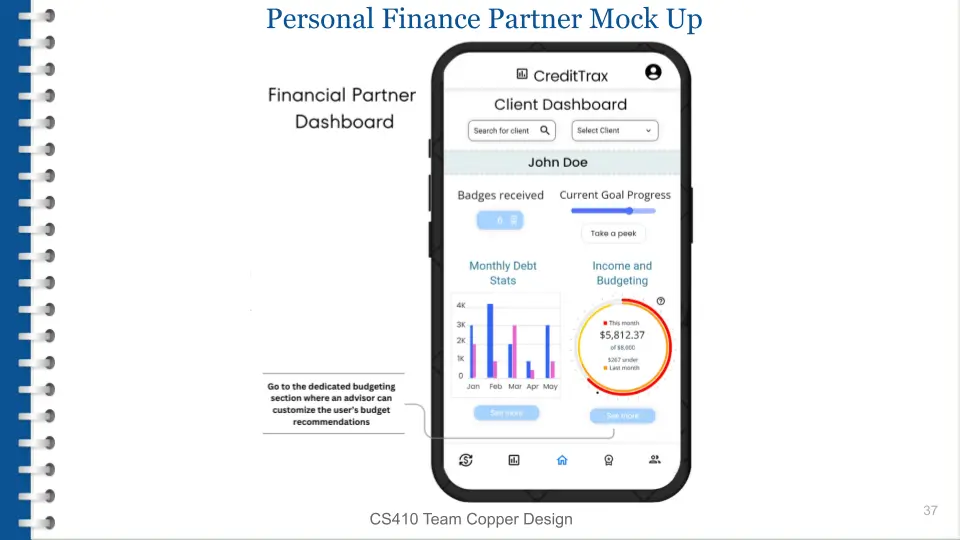 Personal Finance Partner Mock Up
Financial Partner
Dashboard
CreditTrax
Client Dashboard
Search for client
Select Client
John Doe
Badges received
6
Current Goal Progress
Take a peek
Monthly Debt
Stats
4K
3K
2K
1K
0
Jan Feb Mar Apr May
See more
Income and
Budgeting
?
This month
$5,812.37
of $8,000
$267 under
Last month
See more
Go to the dedicated budgeting
section where an advisor can
customize the user's budget
recommendations
CS410 Team Copper Design
37